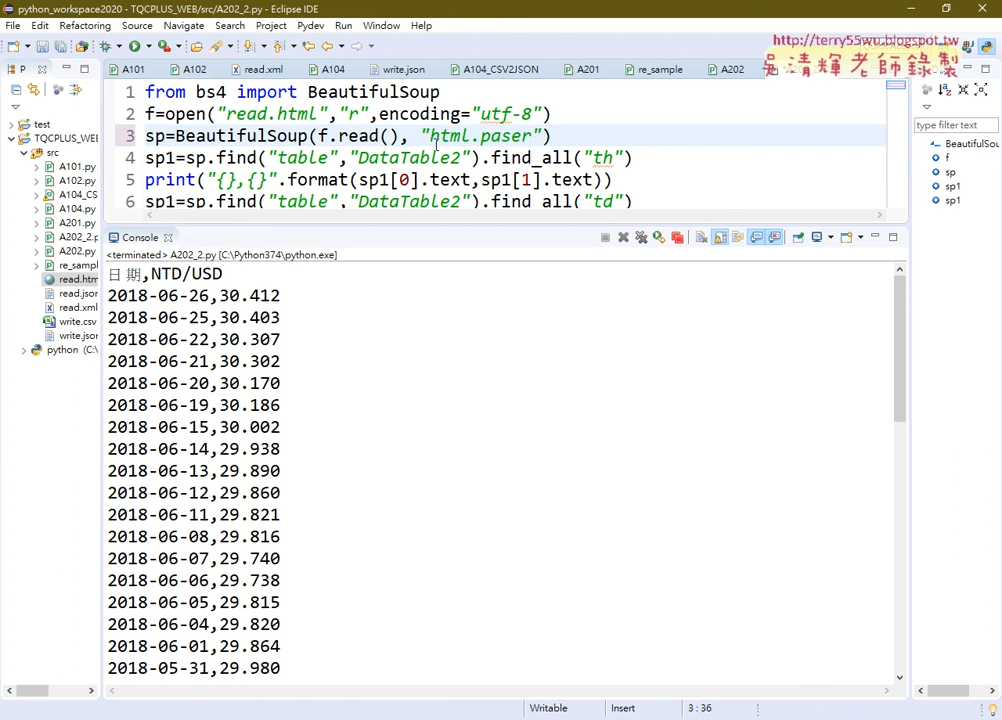 python_workspace2020 - TQCPLUS_WEB/src/A202_2.py - Eclipse IDE
File Edit Refactoring Source Navigate Search Project Pydev Run Window Help
http://terry55wu.blogspot.tw
吳清輝老師錄製
P
A101 A102 read.xml A104 write.json A104_CSV2JSON A201 re_sample A202
1 from bs4 import BeautifulSoup
2 f=open("read.html","r",encoding="utf-8")
3 sp=BeautifulSoup(f.read(), "html.paser")
4 sp1=sp.find("table","DataTable2").find_all("th")
5 print("{},{}".format(sp1[0].text,sp1[1].text))
6 sp1=sp.find("table","DataTable2").find_all("td")
test
TQCPLUS_WEB
src
A101.py
A102.py
A104_CS
A104.py
A201.py
A202_2.p
A202.py
re_sampl
read.htm
read.json
read.xml
write.csv
write.jso
python (C:\
type filter text
BeautifulSou
f
sp
sp1
sp1
Console
<terminated> A202_2.py [C:\Python374\python.exe]
日 期,NTD/USD
2018-06-26,30.412
2018-06-25,30.403
2018-06-22,30.307
2018-06-21,30.302
2018-06-20,30.170
2018-06-19,30.186
2018-06-15,30.002
2018-06-14,29.938
2018-06-13,29.890
2018-06-12,29.860
2018-06-11,29.821
2018-06-08,29.816
2018-06-07,29.740
2018-06-06,29.738
2018-06-05,29.815
2018-06-04,29.820
2018-06-01,29.864
2018-05-31,29.980
Writable Insert 3 : 36